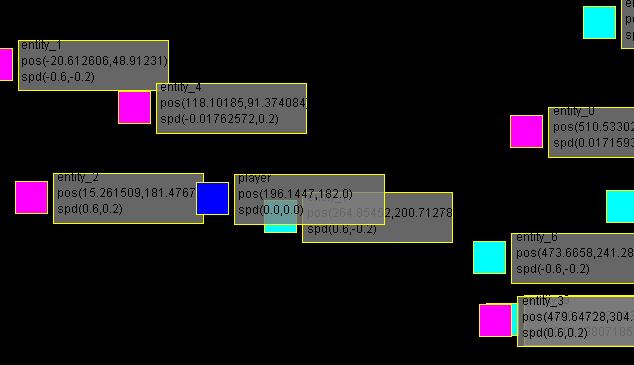 entity_1
pos(-20.612606,48.91231)
spd(-0.6,-0.2)
entity_4
pos(118.10185,91.374084)
spd(-0.01762572,0.2)
entity_0
pos(510.53302
spd(0.0171593
entity_2
pos(15.261509,181.4767
spd(0.6,0.2)
player
pos(196.1447,182.0)
spd(0.0,0.0)
pos(264.85452,200.71278
spd(0.6,-0.2)
pos(473.6658,241.28
spd(-0.6,-0.2)
entity_3
pos(479.64728,304.
spd(0.6,0.2)